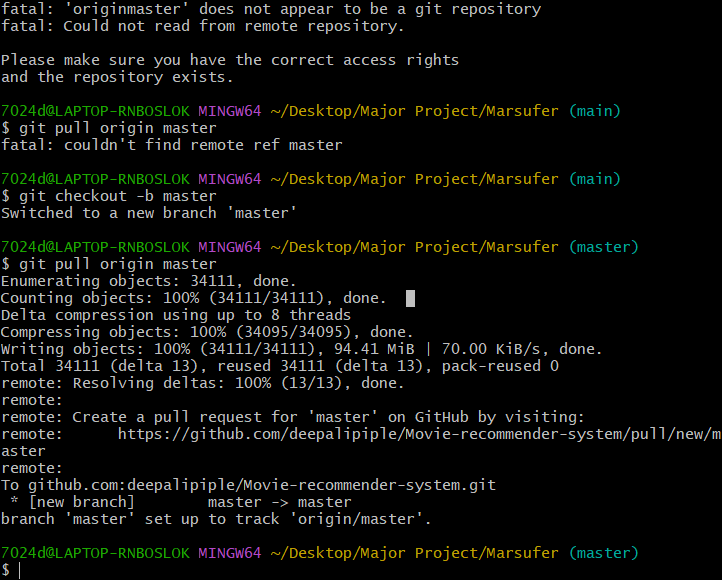 fatal: 'originmaster' does not appear to be a git repository
fatal: Could not read from remote repository.
Please make sure you have the correct access rights
and the repository exists.
7024d@LAPTOP-RNBOSLOK MINGW64 ~/Desktop/Major Project/Marsufer (main)
$ git pull origin master
fatal: couldn't find remote ref master
7024d@LAPTOP-RNBOSLOK MINGW64 ~/Desktop/Major Project/Marsufer (main)
$ git checkout -b master
Switched to a new branch 'master'
7024d@LAPTOP-RNBOSLOK MINGW64 ~/Desktop/Major Project/Marsufer (master)
$ git pull origin master
Enumerating objects: 34111, done.
Counting objects: 100% (34111/34111), done.
Delta compression using up to 8 threads
Compressing objects: 100% (34095/34095), done.
Writing objects: 100% (34111/34111), 94.41 MiB | 70.00 KiB/s, done.
Total 34111 (delta 13), reused 34111 (delta 13), pack-reused 0
remote: Resolving deltas: 100% (13/13), done.
remote:
remote: Create a pull request for 'master' on GitHub by visiting:
remote:      https://github.com/deepalipiple/Movie-recommender-system/pull/new/m
aster
remote:
To github.com:deepalipiple/Movie-recommender-system.git
 * [new branch]        master -> master
branch 'master' set up to track 'origin/master'.
7024d@LAPTOP-RNBOSLOK MINGW64 ~/Desktop/Major Project/Marsufer (master)
$